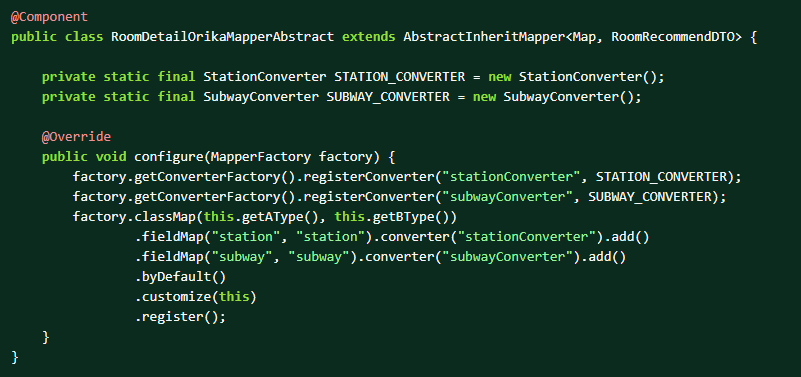 @Component
public class RoomDetailOrikaMapperAbstract extends AbstractInheritMapper<Map, RoomRecommendDTO> {
    private static final StationConverter STATION_CONVERTER = new StationConverter();
    private static final SubwayConverter SUBWAY_CONVERTER = new SubwayConverter();
    @Override
    public void configure(MapperFactory factory) {
        factory.getConverterFactory().registerConverter("stationConverter", STATION_CONVERTER);
        factory.getConverterFactory().registerConverter("subwayConverter", SUBWAY_CONVERTER);
        factory.classMap(this.getAType(), this.getBType())
                .fieldMap("station", "station").converter("stationConverter").add()
                .fieldMap("subway", "subway").converter("subwayConverter").add()
                .byDefault()
                .customize(this)
                .register();
    }
}